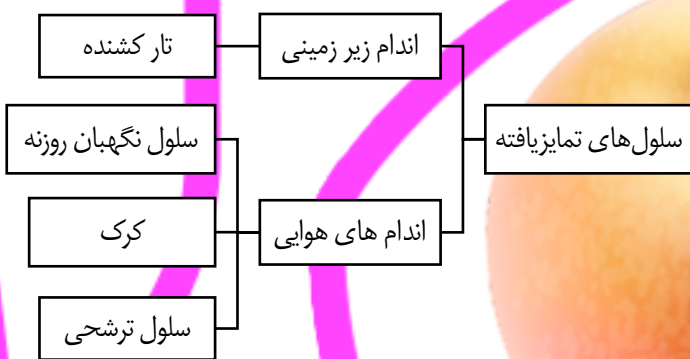 سلول‌های تمایزیافته
اندام زیر زمینی
تار کشنده
اندام های هوایی
سلول نگهبان روزنه
کرک
سلول ترشحی